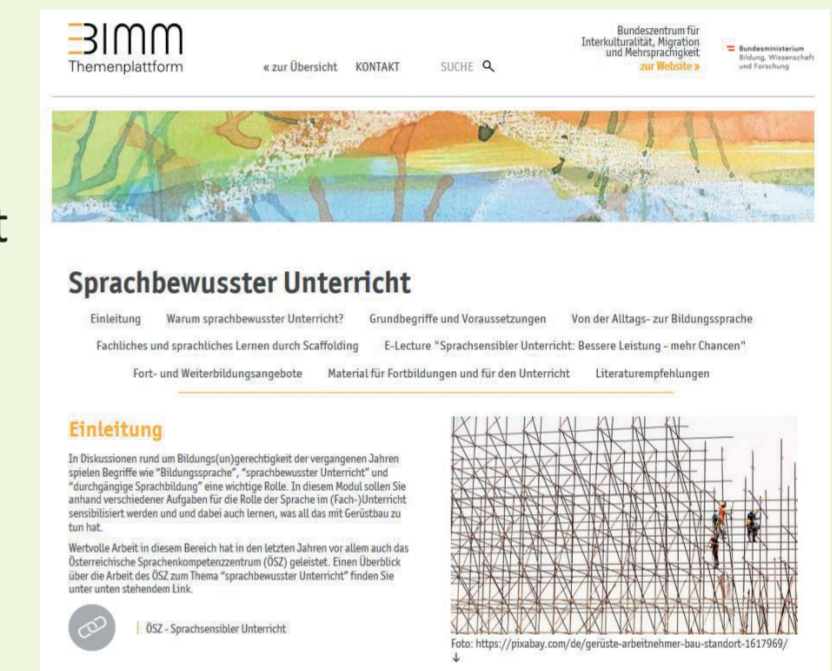 BIMM
Themenplattform
« zur Übersicht KONTAKT SUCHE
Bundeszentrum für
Interkulturalität, Migration
und Mehrsprachigkeit
zur Website »
Bundesministerium
Bildung, Wissenschaft
und Forschung
t
Sprachbewusster Unterricht
Einleitung Warum sprachbewusster Unterricht? Grundbegriffe und Voraussetzungen Von der Alltags- zur Bildungssprache
Fachliches und sprachliches Lernen durch Scaffolding E-Lecture "Sprachsensibler Unterricht: Bessere Leistung - mehr Chancen"
Fort- und Weiterbildungsangebote Material für Fortbildungen und für den Unterricht Literaturempfehlungen
Einleitung
In Diskussionen rund um Bildungs(un)gerechtigkeit der vergangenen Jahren
spielen Begriffe wie "Bildungssprache", "sprachbewusster Unterricht" und
"durchgängige Sprachbildung" eine wichtige Rolle. In diesem Modul sollen Sie
anhand verschiedener Aufgaben für die Rolle der Sprache im (Fach-)Unterricht
sensibilisiert werden und und dabei auch lernen, was all das mit Gerüstbau zu
tun hat.
Wertvolle Arbeit in diesem Bereich hat in den letzten Jahren vor allem auch das
Österreichische Sprachenkompetenzzentrum (ÖSZ) geleistet. Einen Überblick
über die Arbeit des ÖSZ zum Thema "sprachbewusster Unterricht" finden Sie
unter unten stehendem Link.
ÖSZ - Sprachsensibler Unterricht
Foto: https://pixabay.com/de/gerüste-arbeitnehmer-bau-standort-1617969/
↓